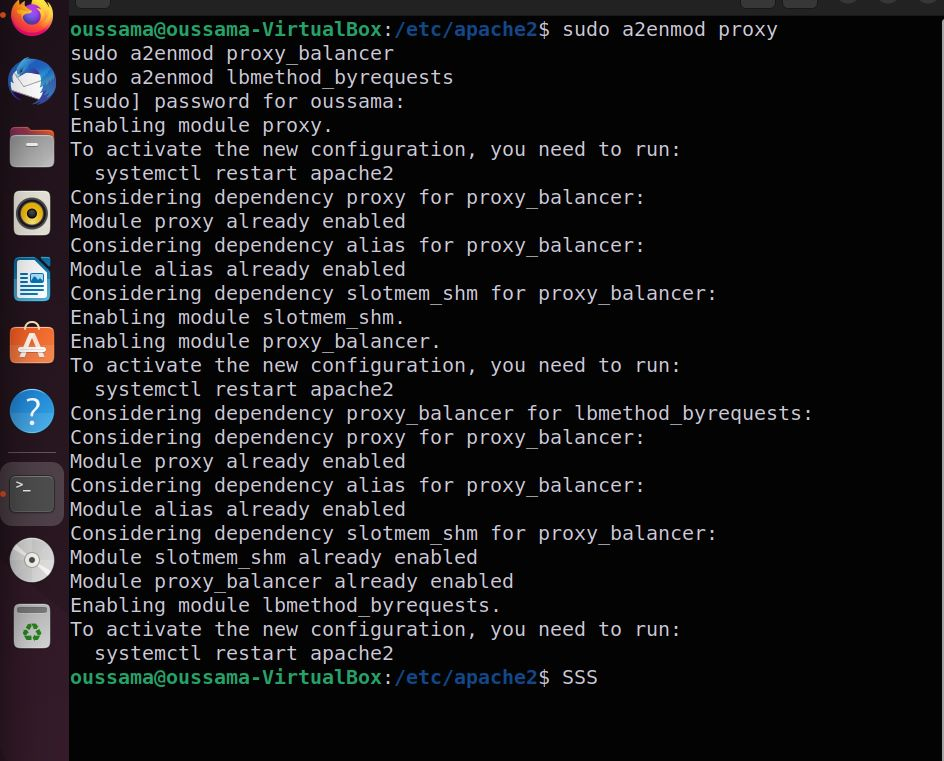 oussama@oussama-VirtualBox:/etc/apache2$ sudo a2enmod proxy
sudo a2enmod proxy_balancer
sudo a2enmod lbmethod_byrequests
[sudo] password for oussama:
Enabling module proxy.
To activate the new configuration, you need to run:
  systemctl restart apache2
Considering dependency proxy for proxy_balancer:
Module proxy already enabled
Considering dependency alias for proxy_balancer:
Module alias already enabled
Considering dependency slotmem_shm for proxy_balancer:
Enabling module slotmem_shm.
Enabling module proxy_balancer.
To activate the new configuration, you need to run:
  systemctl restart apache2
Considering dependency proxy_balancer for lbmethod_byrequests:
Considering dependency proxy for proxy_balancer:
Module proxy already enabled
Considering dependency alias for proxy_balancer:
Module alias already enabled
Considering dependency slotmem_shm for proxy_balancer:
Module slotmem_shm already enabled
Module proxy_balancer already enabled
Enabling module lbmethod_byrequests.
To activate the new configuration, you need to run:
  systemctl restart apache2
oussama@oussama-VirtualBox:/etc/apache2$ SSS